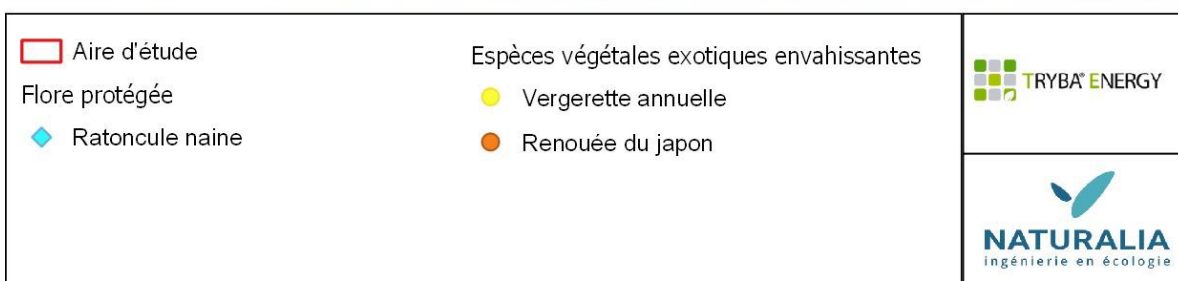 Aire d'étude
Flore protégée
Ratoncule naine
Espèces végétales exotiques envahissantes
Vergerette annuelle
Renouée du japon
TRYBA® ENERGY
NATURALIA
ingénierie en écologie